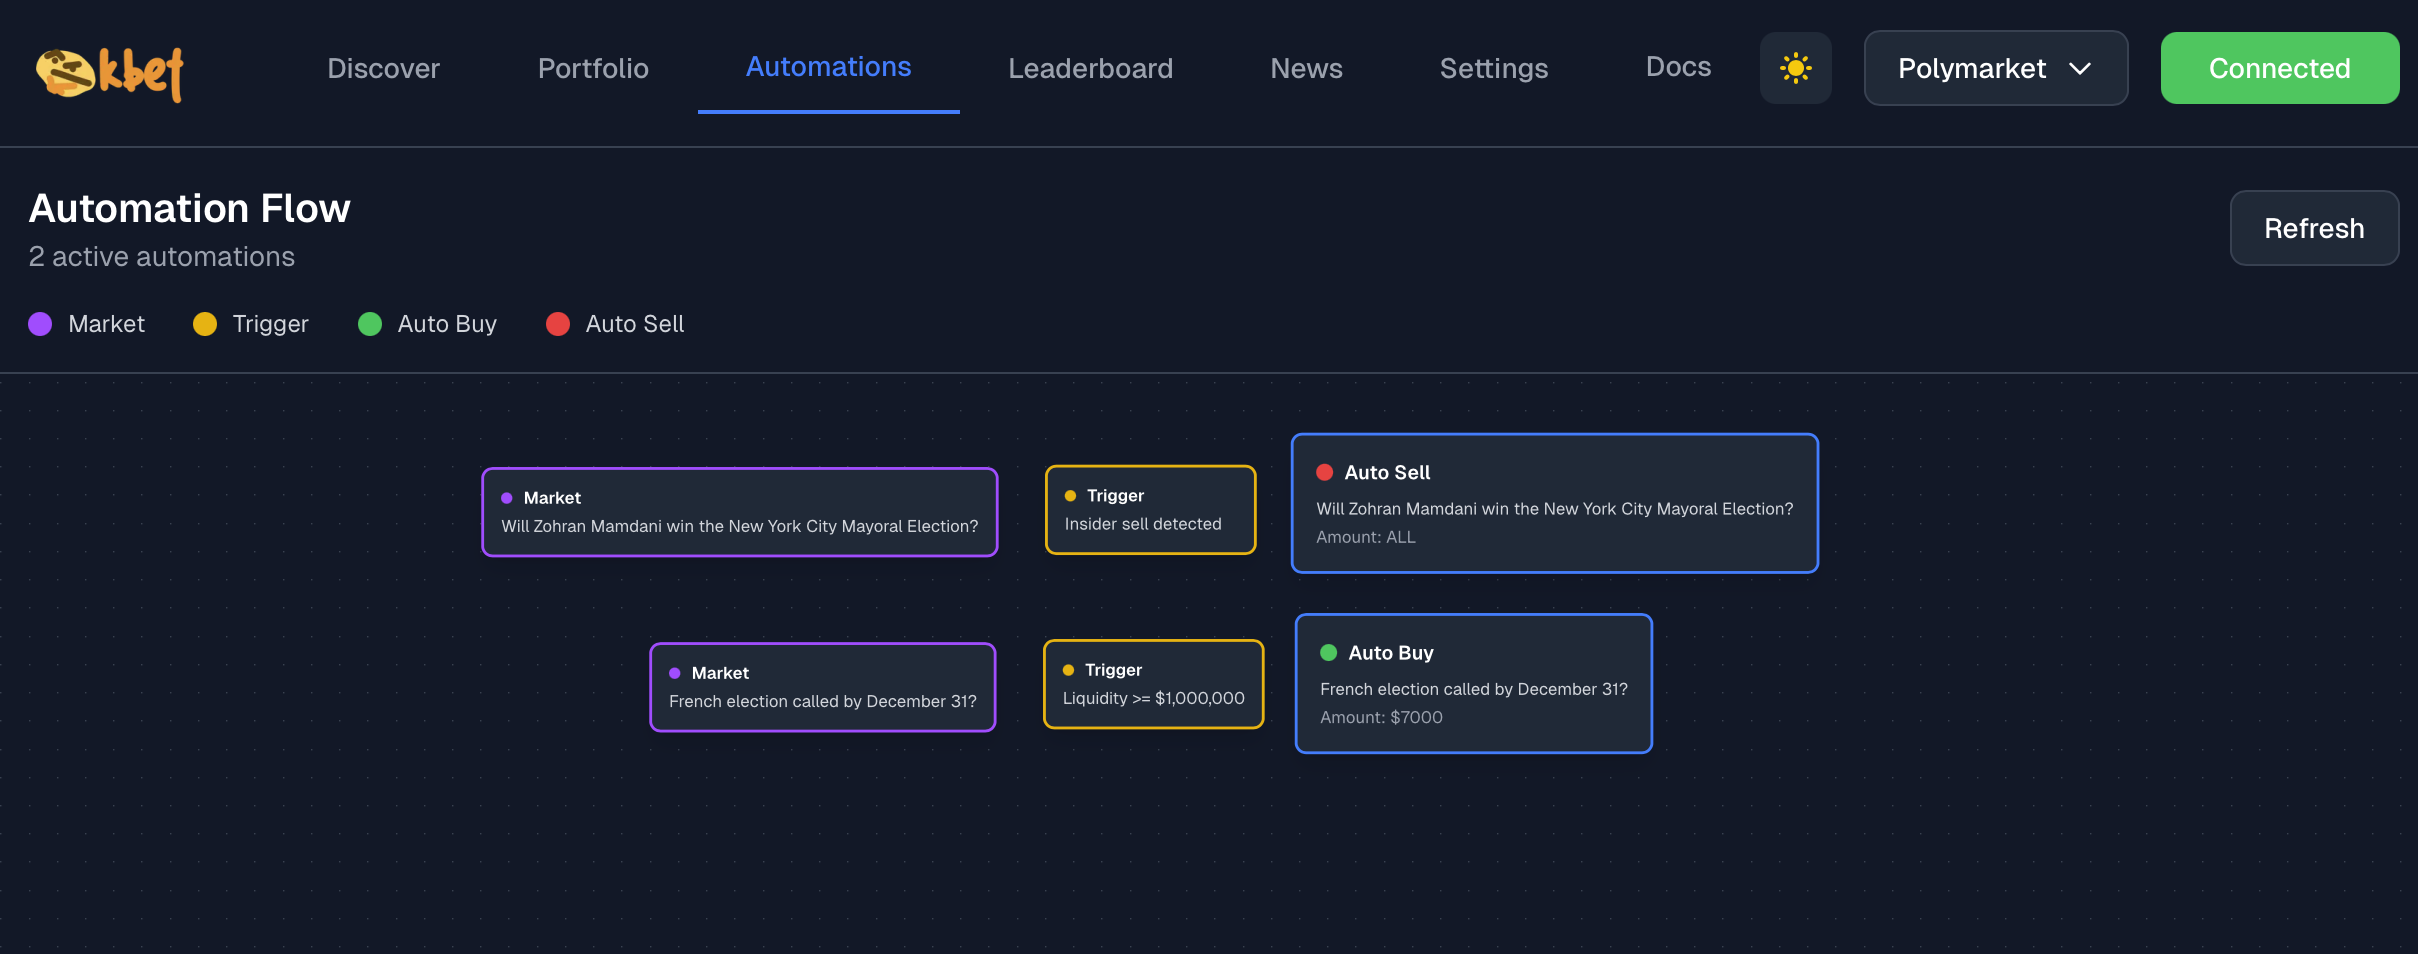 kbet
Discover
Portfolio
Automations
Leaderboard
News
Settings
Docs
Polymarket
Connected
Automation Flow
2 active automations
Refresh
Market
Trigger
Auto Buy
Auto Sell
Market
Will Zohran Mamdani win the New York City Mayoral Election?
Trigger
Insider sell detected
Auto Sell
Will Zohran Mamdani win the New York City Mayoral Election?
Amount: ALL
Market
French election called by December 31?
Trigger
Liquidity >= $1,000,000
Auto Buy
French election called by December 31?
Amount: $7000